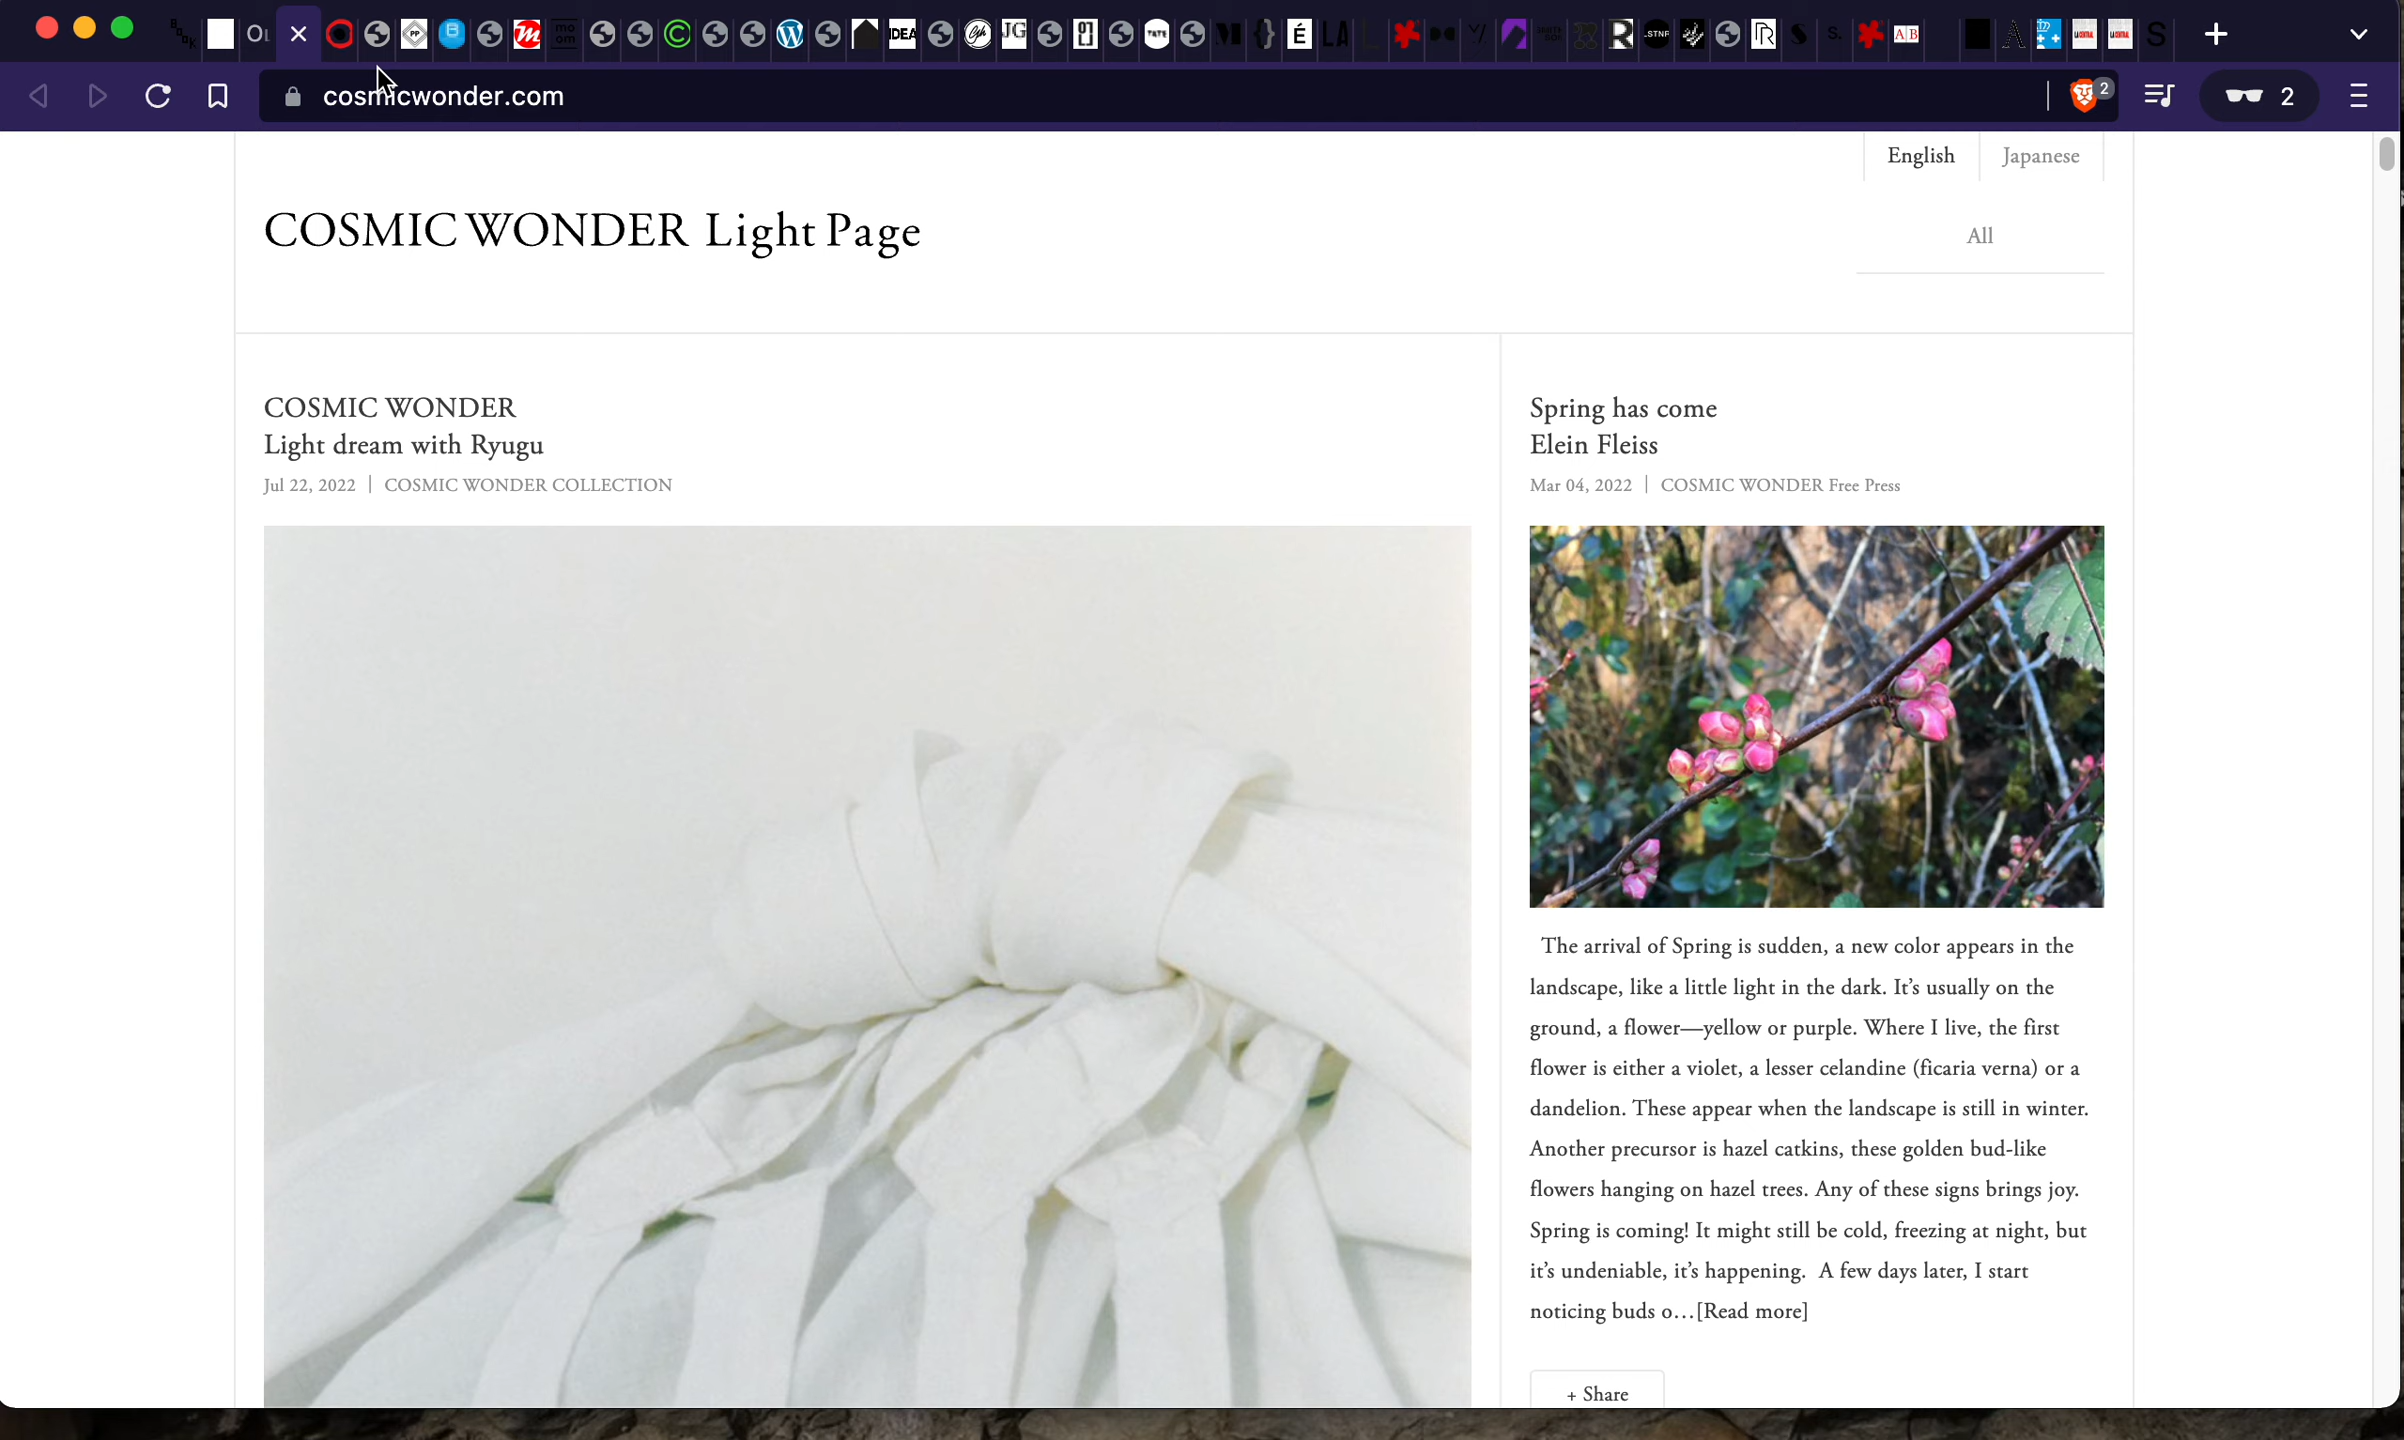 cosmicwonder.com
2
2
English
Japanese
COSMIC WONDER Light Page
All
COSMIC WONDER
Light dream with Ryugu
Jul 22, 2022 | COSMIC WONDER COLLECTION
Spring has come
Elein Fleiss
Mar 04, 2022 | COSMIC WONDER Free Press
The arrival of Spring is sudden, a new color appears in the
landscape, like a little light in the dark. It’s usually on the
ground, a flower—yellow or purple. Where I live, the first
flower is either a violet, a lesser celandine (ficaria verna) or a
dandelion. These appear when the landscape is still in winter.
Another precursor is hazel catkins, these golden bud-like
flowers hanging on hazel trees. Any of these signs brings joy.
Spring is coming! It might still be cold, freezing at night, but
it’s undeniable, it’s happening.  A few days later, I start
noticing buds o…[Read more]
+ Share